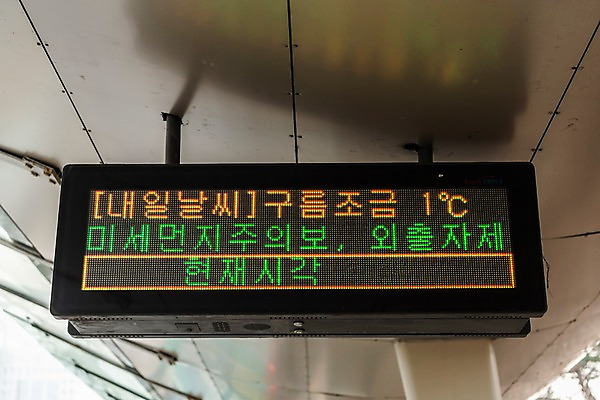 [내일날씨]구름조금 1℃
미세먼지주의보, 외출자제
현재시각